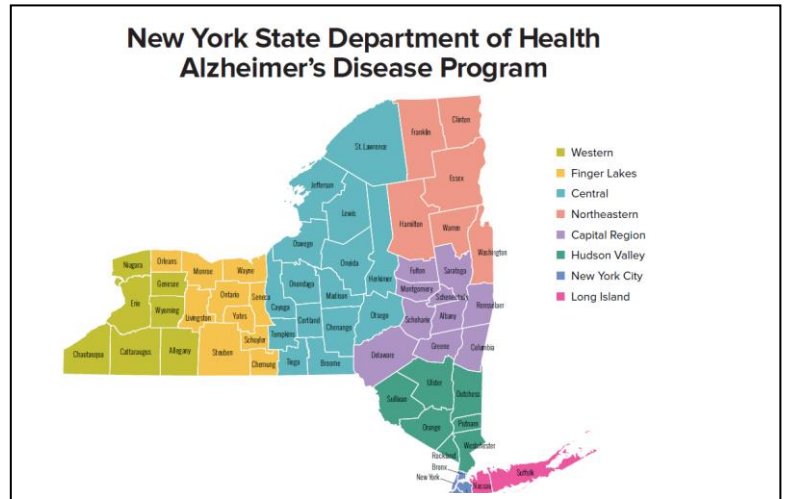 New York State Department of Health
Alzheimer's Disease Program
Western
Finger Lakes
Central
Northeastern
Capital Region
Hudson Valley
New York City
Long Island
Clinton
Franklin
St. Lawrence
Essex
Jefferson
Lewis
Hamilton
Warren
Washington
Oswego
Oneida
Herkimer
Fulton
Saratoga
Niagara
Orleans
Monroe
Wayne
Genesee
Ontario
Seneca
Cayuga
Onondaga
Madison
Montgomery
Schenectady
Rensselaer
Erie
Wyoming
Livingston
Yates
Cortland
Chenango
Otsego
Schoharie
Albany
Schuyler
Tompkins
Greene
Columbia
Chautauqua
Cattaraugus
Allegany
Steuben
Chemung
Tioga
Broome
Delaware
Ulster
Dutchess
Sullivan
Orange
Putnam
Rockland
Westchester
Bronx
New York
Nassau
Suffolk